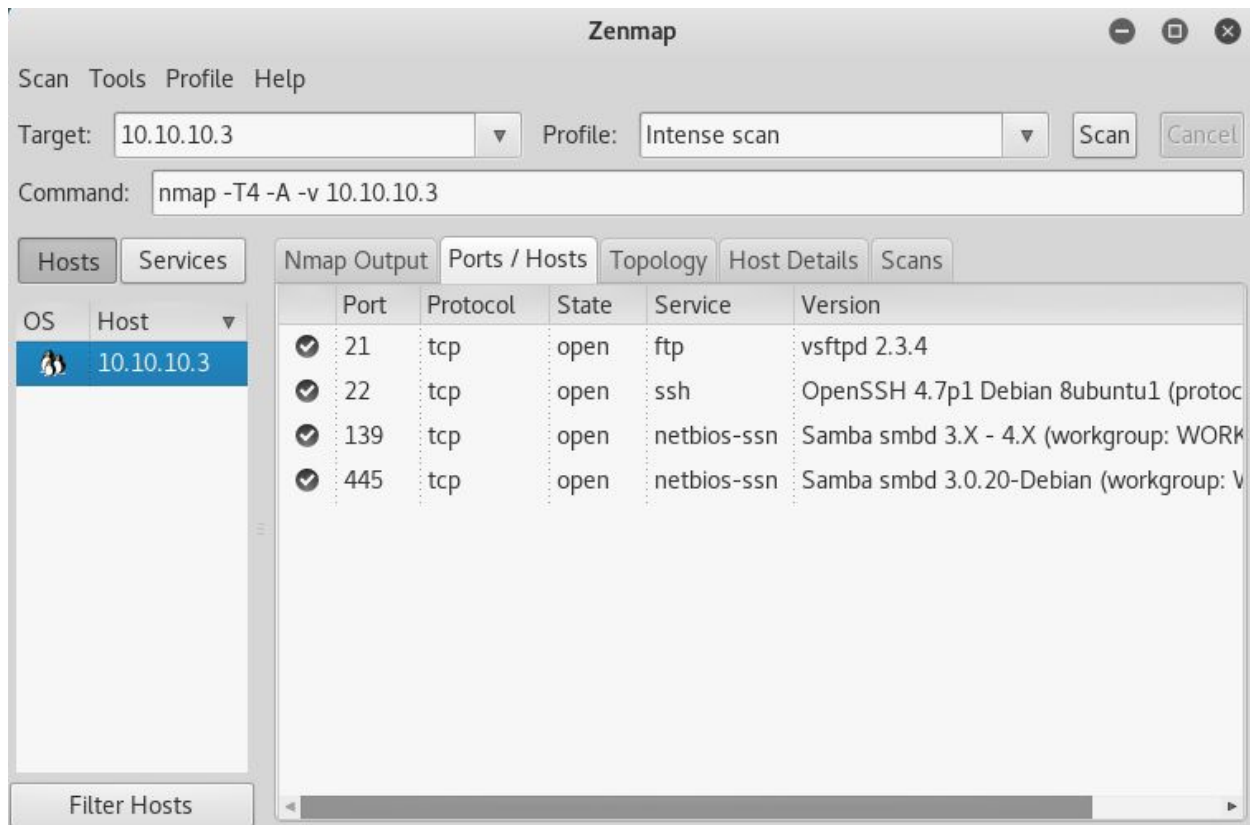 Zenmap
Scan Tools Profile Help
Target: 10.10.10.3 Profile: Intense scan Scan Cancel
Command: nmap -T4 -A -v 10.10.10.3
Hosts Services
OS Host
10.10.10.3
Filter Hosts
Nmap Output Ports / Hosts Topology Host Details Scans
Port Protocol State Service Version
21 tcp open ftp vsftpd 2.3.4
22 tcp open ssh OpenSSH 4.7p1 Debian 8ubuntu1 (protoc
139 tcp open netbios-ssn Samba smbd 3.X - 4.X (workgroup: WORK
445 tcp open netbios-ssn Samba smbd 3.0.20-Debian (workgroup: